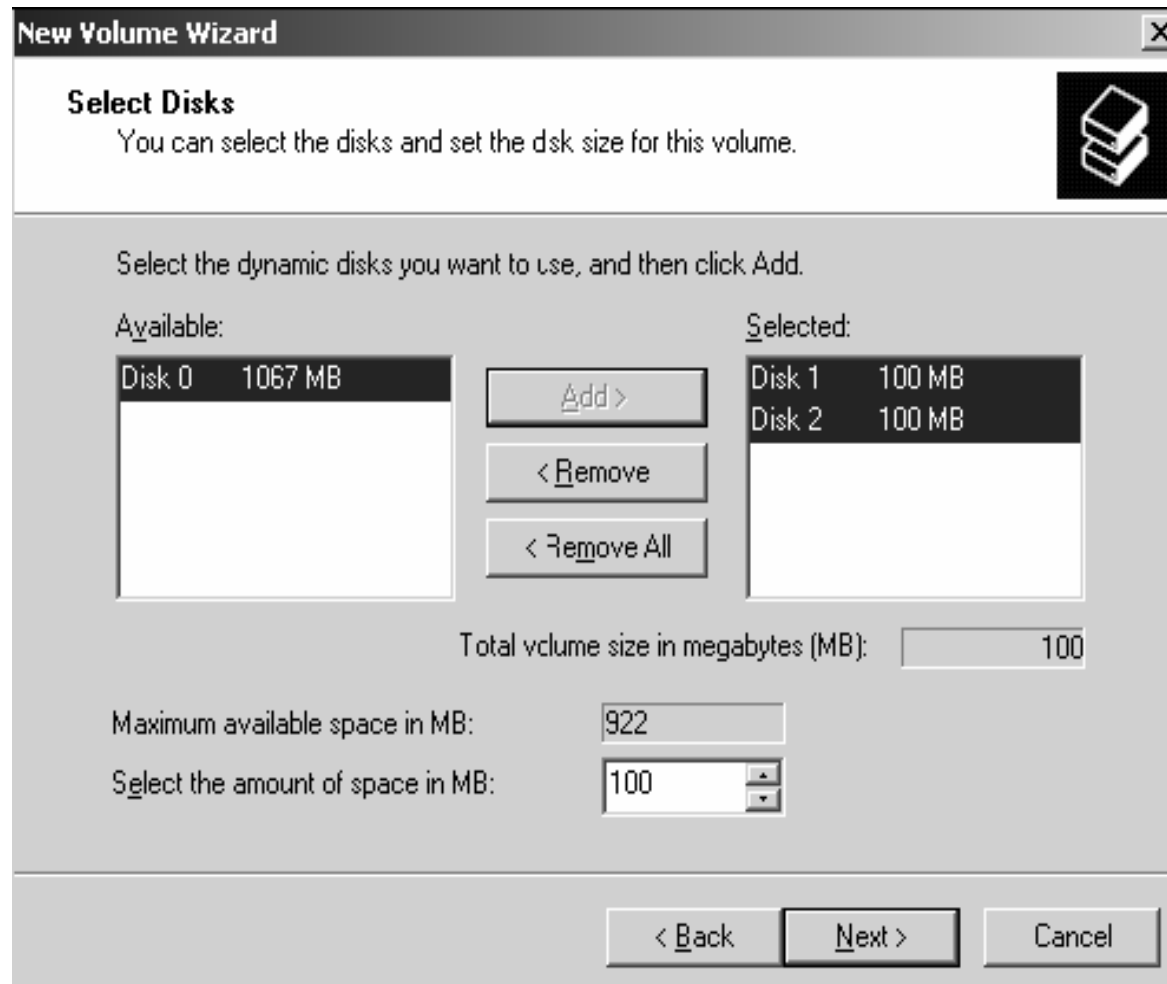 New Volume Wizard
Select Disks
You can select the disks and set the dsk size for this volume.
Select the dynamic disks you want to use, and then click Add.
Available:
Selected:
Disk 0 1067 MB
Add >
Disk 1 100 MB
Disk 2 100 MB
< Remove
< Remove All
Total volume size in megabytes (MB): 100
Maximum available space in MB: 922
Select the amount of space in MB: 100
< Back Next > Cancel